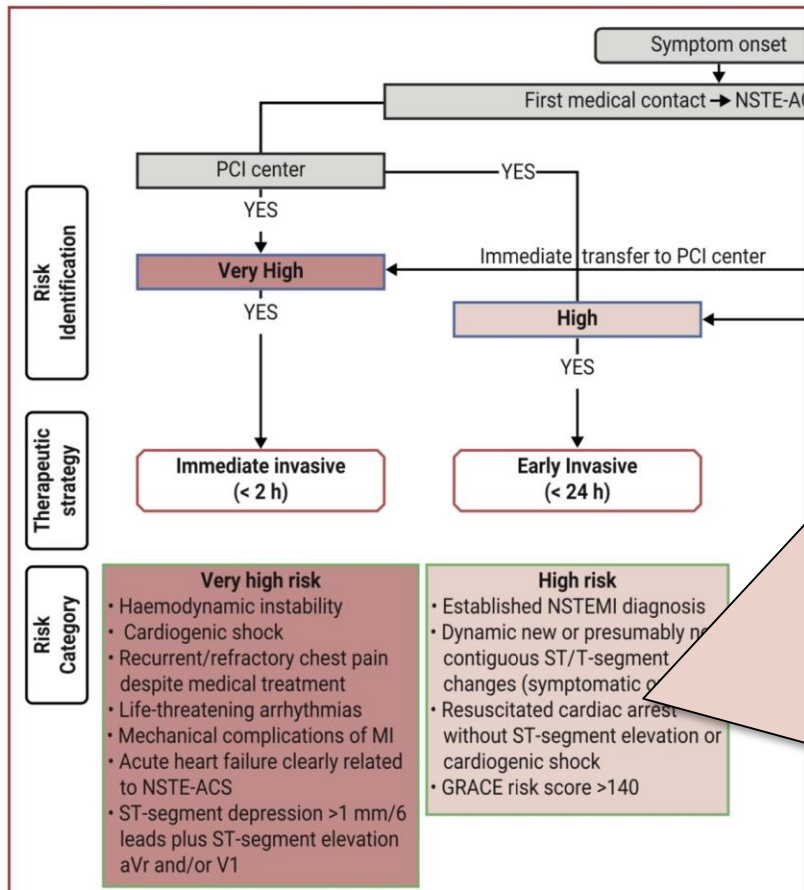 Symptom onset
First medical contact → NSTE-AC
PCI center
YES
YES
Immediate transfer to PCI center
Very High
YES
High
YES
Risk
Identification
Therapeutic
strategy
Immediate invasive
(< 2 h)
Early Invasive
(< 24 h)
Risk
Category
Very high risk
• Haemodynamic instability
• Cardiogenic shock
• Recurrent/refractory chest pain
despite medical treatment
• Life-threatening arrhythmias
• Mechanical complications of MI
• Acute heart failure clearly related
to NSTE-ACS
• ST-segment depression >1 mm/6
leads plus ST-segment elevation
aVr and/or V1
High risk
• Established NSTEMI diagnosis
• Dynamic new or presumably
contiguous ST/T-segment
changes (symptomatic
• Resuscitated cardiac arrest
without ST-segment elevation or
cardiogenic shock
• GRACE risk score >140